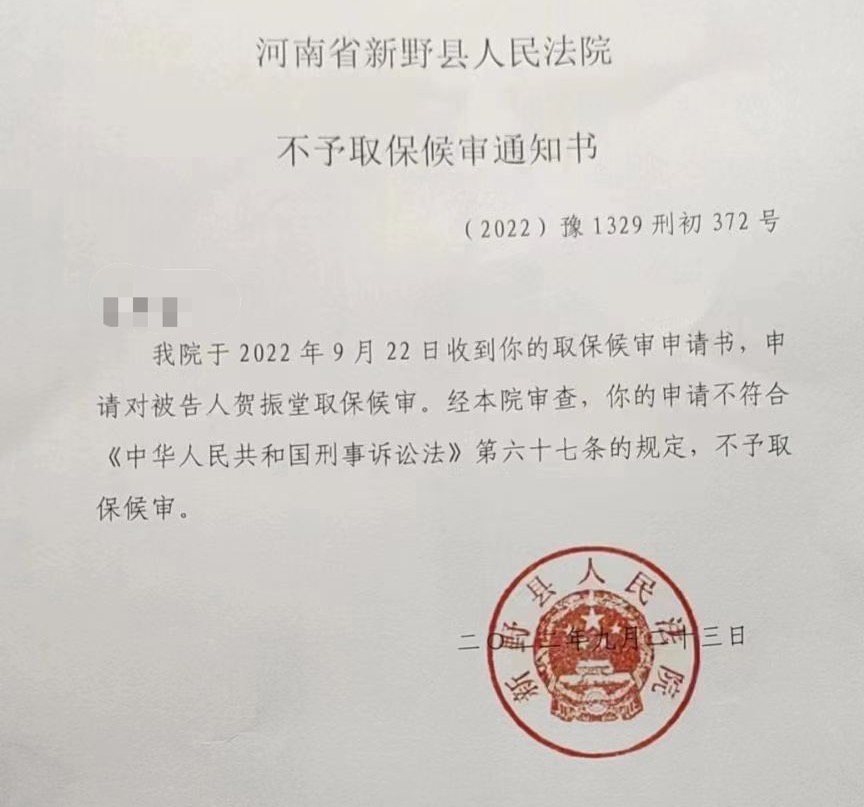 河南省新野县人民法院
不予取保候审通知书
（2022）豫 1329 刑初 372 号
我院于 2022 年 9 月 22 日收到你的取保候审申请书，申
请对被告人贺振堂取保候审。经本院审查，你的申请不符合
《中华人民共和国刑事诉讼法》第六十七条的规定，不予取
保候审。
新野县人民法院
二〇二二年九月二十三日